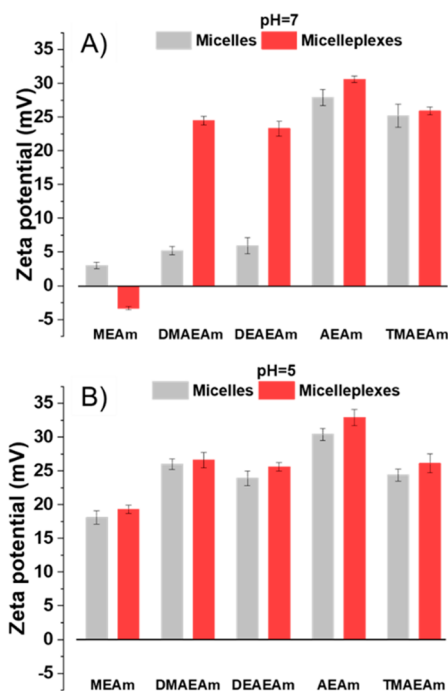 A)
pH=7
Micelles Micelleplexes
Zeta potential (mV)
35
30
25
20
15
10
5
0
-5
MEAm DMAEAm DEAEAm AEAm TMAEAm
B)
pH=5
Micelles Micelleplexes
Zeta potential (mV)
35
30
25
20
15
10
5
0
-5
MEAm DMAEAm DEAEAm AEAm TMAEAm